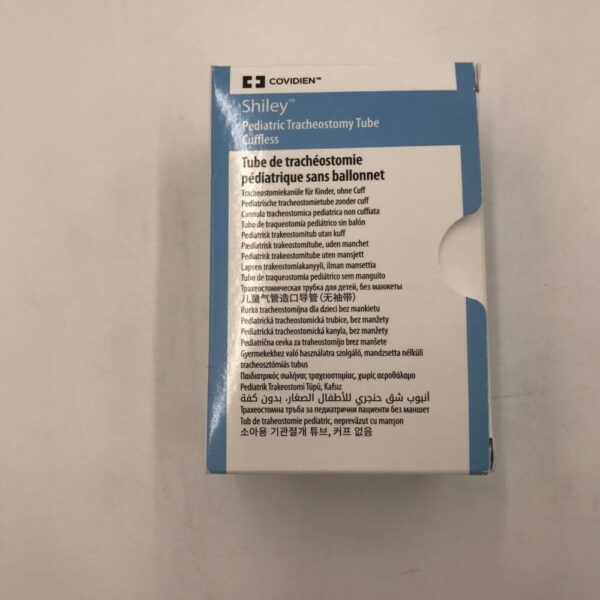 COVIDIEN™
Shiley™
Pediatric Tracheostomy Tube
Cuffless
Tube de trachéostomie
pédiatrique sans ballonnet
Tracheostomiekanüle für Kinder, ohne Cuff
Pediatrische tracheostomietube zonder cuff
Cannula tracheostomica pediatrica non cuffiata
Tubo de traqueotomía pediátrico sin balón
Pediatrisk trakeostomitub utan kuff
Pædiatrisk trakeostomitube, uden manchet
Pediatrisk trakeostomitube uten mansjett
Lapsen trakeostomiakanyyli, ilman mansettia
Tubo de traqueostomia pediátrico sem manguito
Трахеостомическая трубка для детей, без манжеты
儿童气管造口导管 (无袖带)
Rurka tracheostomijna dla dzieci bez mankietu
Pediatrická tracheostomická trubice, bez manžety
Pediatrická tracheostomická kanyla, bez manžety
Pedijatrična cevka za traheostomijo brez manšete
Gyermekekhez való használatra szolgáló, mandzsetta nélküli
tracheosztómiás tubus
Παιδιατρικός σωλήνας τραχειοστομίας, χωρίς αεροθάλαμο
Pediatrik Trakeostomi Tüpü, Kafsız
أنبوب شق حنجري للأطفال الصغار، بدون كفة
Трахеостомна тръба за педиатрични пациенти без маншет
Tub de traheostomie pediatric, neprevăzut cu manșon
소아용 기관절개 튜브, 커프 없음